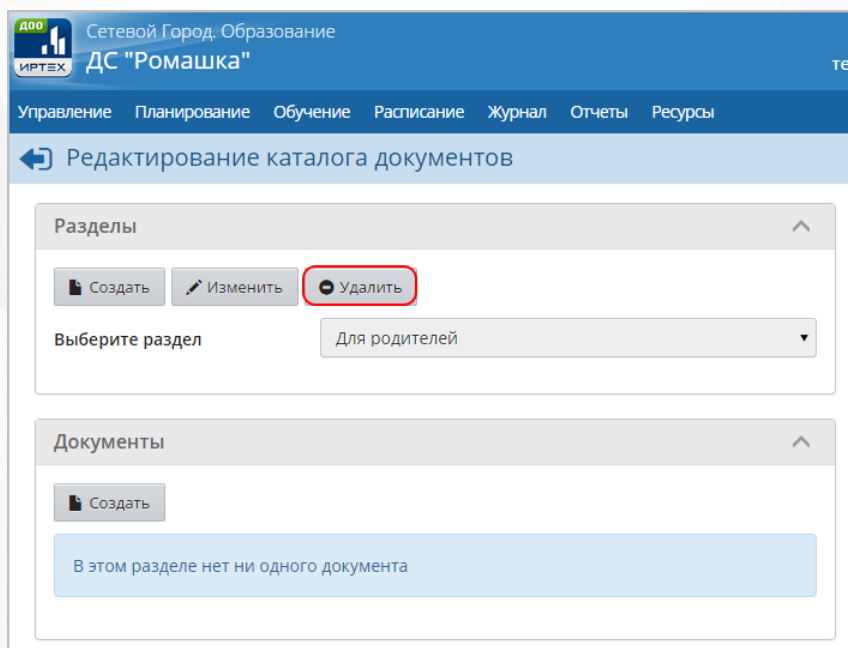 ДОО
ИРТЕХ
Сетевой Город. Образование
ДС "Ромашка"
те
Управление Планирование Обучение Расписание Журнал Отчеты Ресурсы
Редактирование каталога документов
Разделы
Создать Изменить Удалить
Выберите раздел Для родителей
Документы
Создать
В этом разделе нет ни одного документа